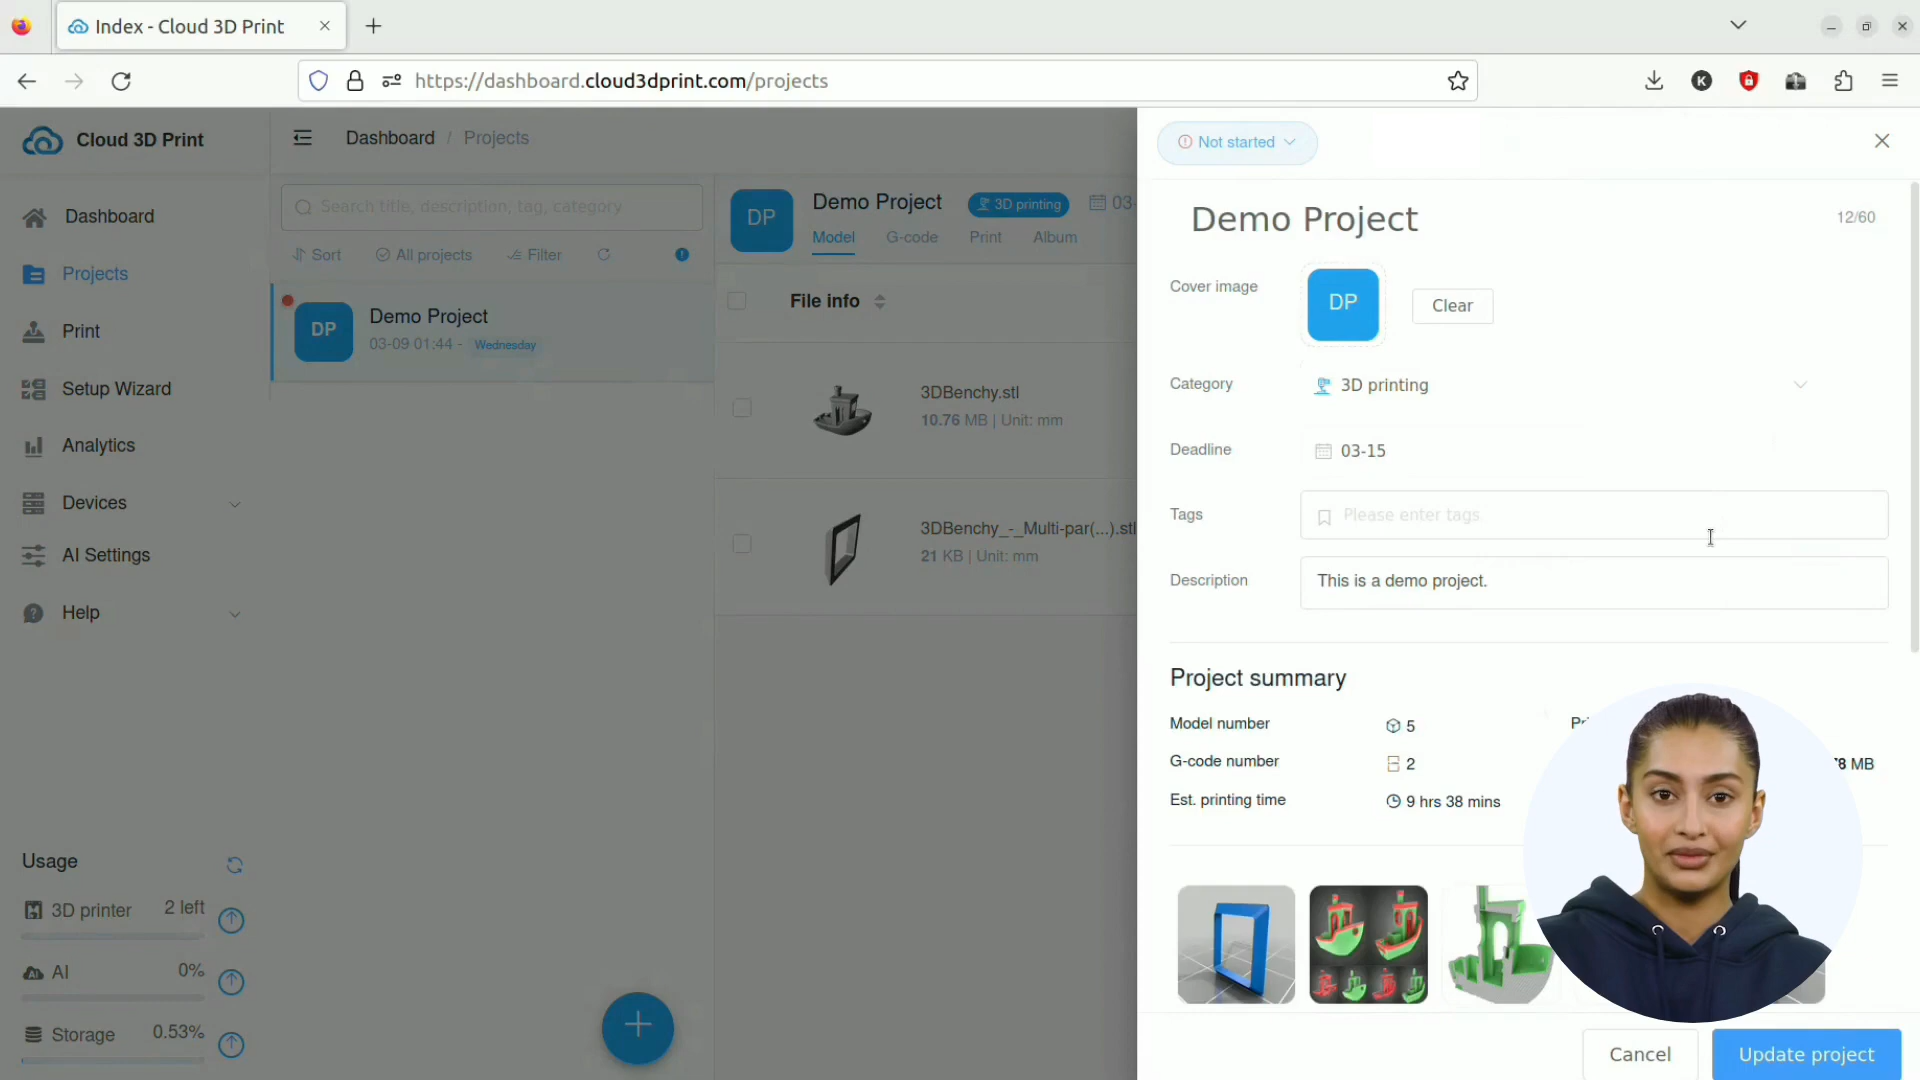 Index - Cloud 3D Print
https://dashboard.cloud3dprint.com/projects
K
Cloud 3D Print
Dashboard
Projects
Print
Setup Wizard
Analytics
Devices
AI Settings
Help
Usage
3D printer 2 left
AI 0%
Storage 0.53%
Dashboard / Projects
Search title, description, tag, category
Sort All projects Filter
DP
Demo Project
03-09 01:44 - Wednesday
DP
Demo Project 3D printing 03-
Model G-code Print Album
File info
3DBenchy.stl
10.76 MB | Unit: mm
3DBenchy_-_Multi-par(...).stl
21 KB | Unit: mm
Not started
Demo Project 12/60
Cover image DP Clear
Category 3D printing
Deadline 03-15
Tags Please enter tags
Description This is a demo project.
Project summary
Model number 5
G-code number 2 MB
Est. printing time 9 hrs 38 mins
Cancel Update project